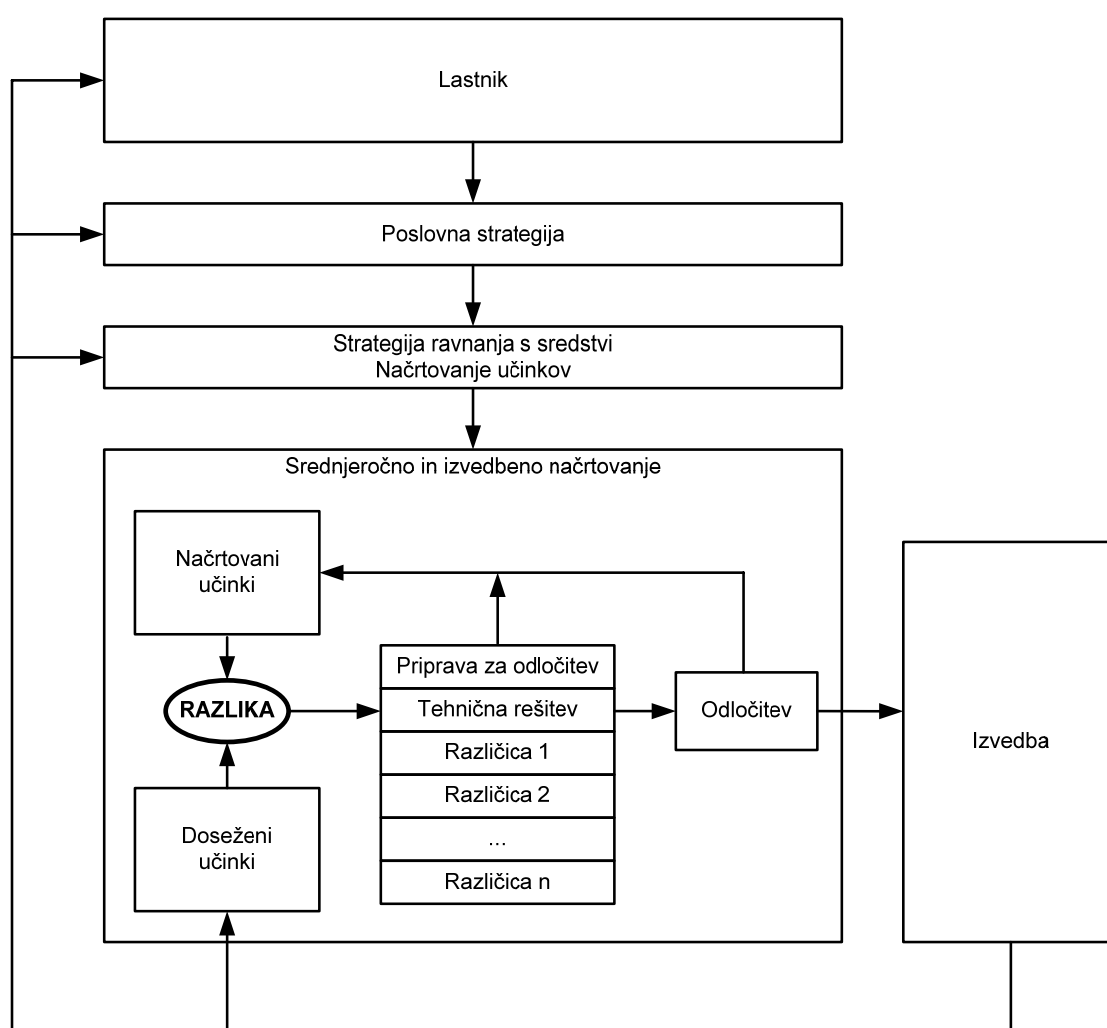 Lastnik
Poslovna strategija
Strategija ravnanja s sredstvi
Načrtovanje učinkov
Srednjeročno in izvedbeno načrtovanje
Načrtovani
učinki
RAZLIKA
Doseženi
učinki
Priprava za odločitev
Tehnična rešitev
Različica 1
Različica 2
...
Različica n
Odločitev
Izvedba